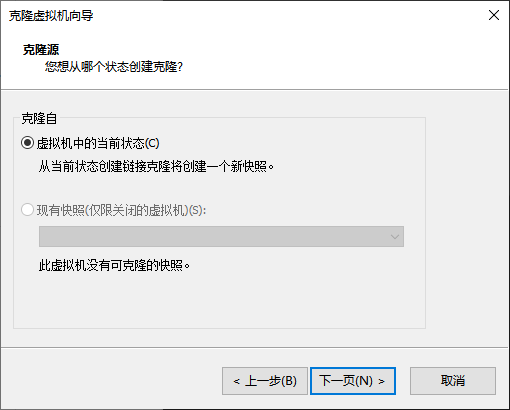 克隆虚拟机向导
克隆源
您想从哪个状态创建克隆?
克隆自
虚拟机中的当前状态(C)
从当前状态创建链接克隆将创建一个新快照。
现有快照(仅限关闭的虚拟机)(S):
此虚拟机没有可克隆的快照。
< 上一步(B) 下一页(N) > 取消